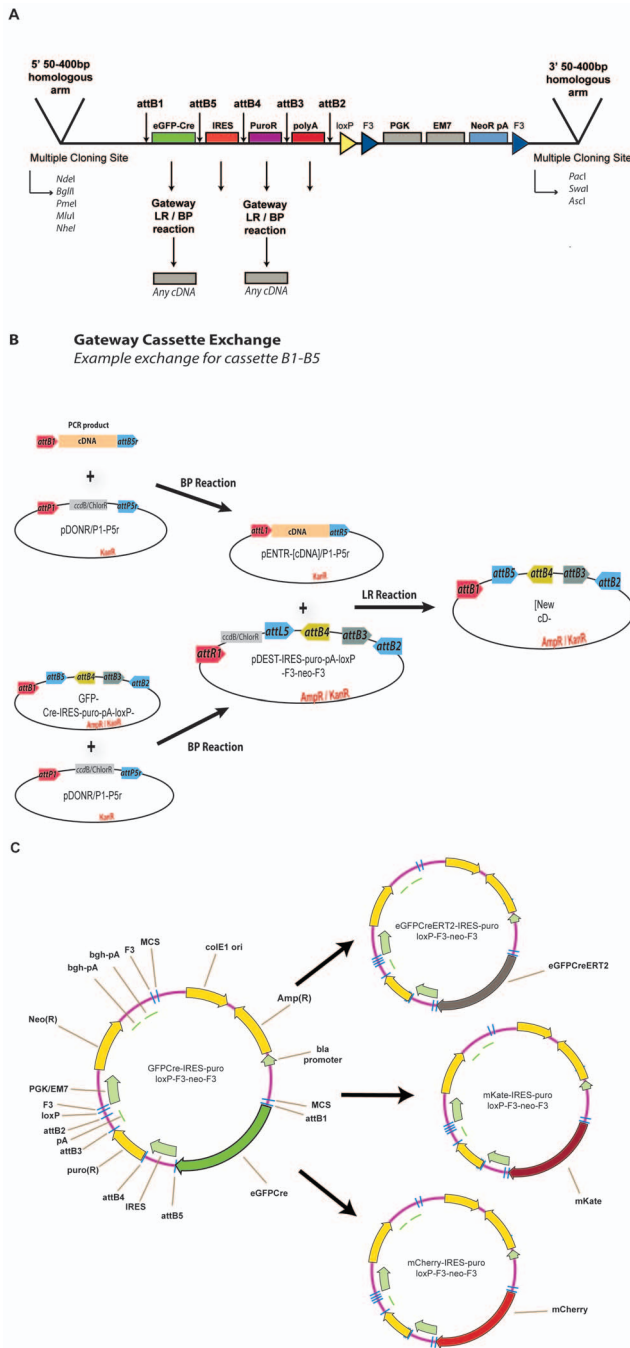 A
5' 50-400bp
homologous
arm
3' 50-400bp
homologous
arm
attB1
attB5
attB4
attB3
attB2
eGFP-Cre
IRES
PuroR
polyA
loxP
F3
PGK
EM7
NeoR pA
F3
Multiple Cloning Site
NdeI
BglII
PmeI
MluI
NheI
Multiple Cloning Site
PacI
SwaI
AscI
Gateway
LR / BP
reaction
Gateway
LR / BP
reaction
Any cDNA
Any cDNA
B
Gateway Cassette Exchange
Example exchange for cassette B1-B5
PCR product
attB1
cDNA
attB5r
+
BP Reaction
attP1
ccdB/ChlorR
attP5r
pDONR/P1-P5r
KanR
attL1
cDNA
attR5
pENTR-[cDNA]/P1-P5r
KanR
+
LR Reaction
attB1
attB5
attB4
attB3
attB2
[New
cD-
AmpR / KanR
attR1
ccdB/ChlorR
attL5
attB4
attB3
attB2
pDEST-IRES-puro-pA-loxP
-F3-neo-F3
AmpR / KanR
attB1
attB5
attB4
attB3
attB2
GFP-
Cre-IRES-puro-pA-loxP-
AmpR / KanR
+
BP Reaction
attP1
ccdB/ChlorR
attP5r
pDONR/P1-P5r
KanR
C
MCS
F3
bgh-pA
bgh-pA
colE1 ori
Neo(R)
Amp(R)
bla
promoter
GFPCre-IRES-puro
loxP-F3-neo-F3
PGK/EM7
F3
loxP
attB2
pA
attB3
puro(R)
attB4
IRES
attB5
MCS
attB1
eGFPCre
eGFPCreERT2-IRES-puro
loxP-F3-neo-F3
eGFPCreERT2
mKate-IRES-puro
loxP-F3-neo-F3
mKate
mCherry-IRES-puro
loxP-F3-neo-F3
mCherry